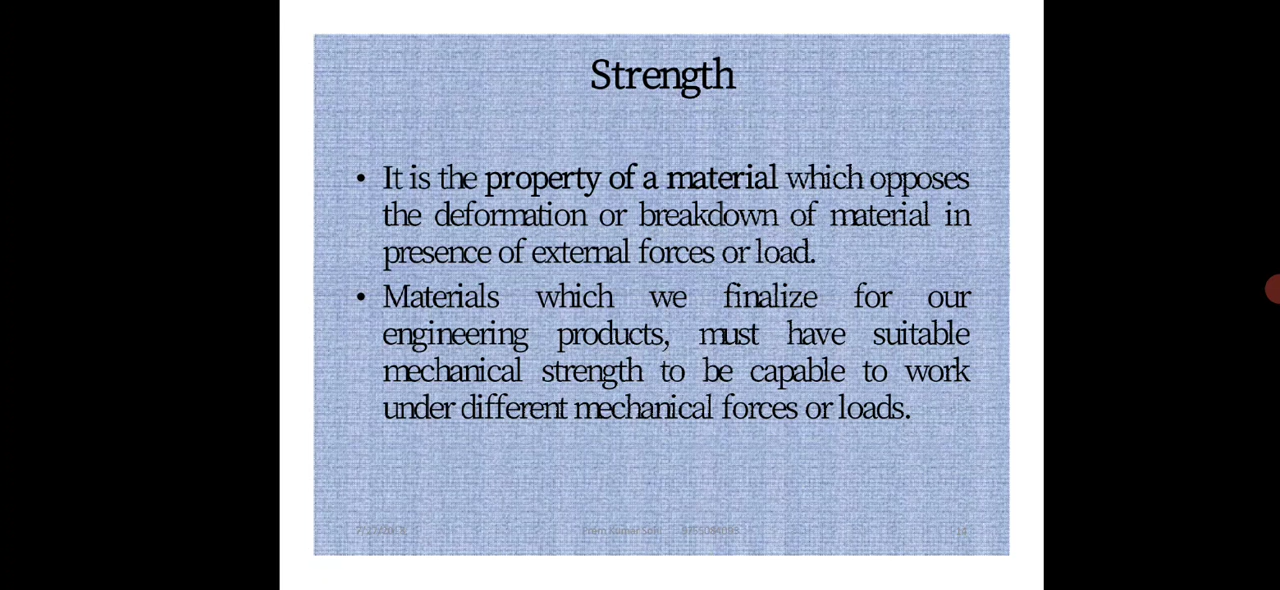 Strength
• It is the property of a material which opposes
the deformation or breakdown of material in
presence of external forces or load.
• Materials which we finalize for our
engineering products, must have suitable
mechanical strength to be capable to work
under different mechanical forces or loads.
Kumar